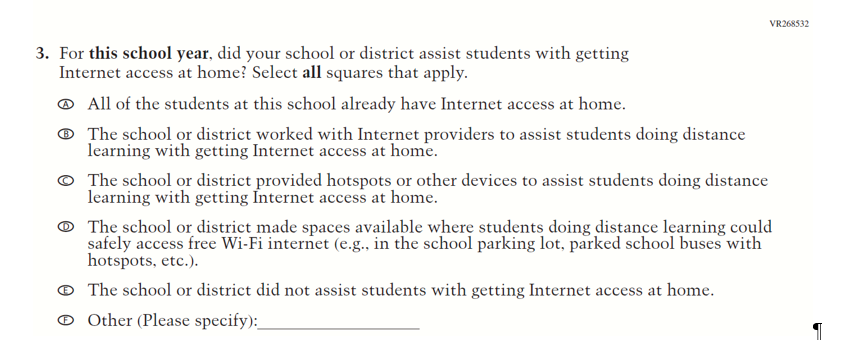 VR268532
3. For this school year, did your school or district assist students with getting
Internet access at home? Select all squares that apply.
A All of the students at this school already have Internet access at home.
B The school or district worked with Internet providers to assist students doing distance
learning with getting Internet access at home.
C The school or district provided hotspots or other devices to assist students doing distance
learning with getting Internet access at home.
D The school or district made spaces available where students doing distance learning could
safely access free Wi-Fi internet (e.g., in the school parking lot, parked school buses with
hotspots, etc.).
E The school or district did not assist students with getting Internet access at home.
F Other (Please specify):____________________
¶